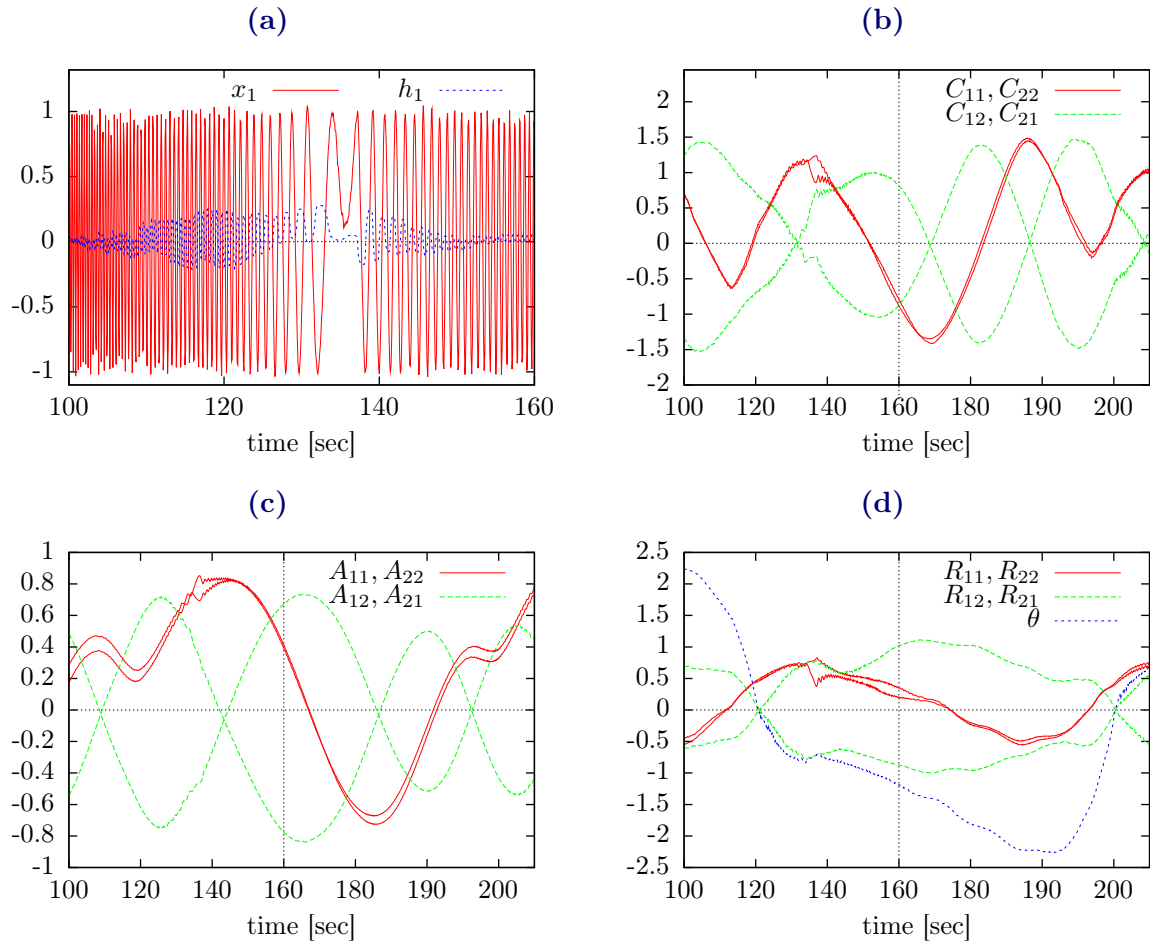 (a)
x₁ h₁
1
0.5
0
-0.5
-1
100 120 140 160
time [sec]
(b)
C₁₁, C₂₂
C₁₂, C₂₁
2
1.5
1
0.5
0
-0.5
-1
-1.5
-2
100 120 140 160 180 190 200
time [sec]
(c)
A₁₁, A₂₂
A₁₂, A₂₁
1
0.8
0.6
0.4
0.2
0
-0.2
-0.4
-0.6
-0.8
-1
100 120 140 160 180 190 200
time [sec]
(d)
R₁₁, R₂₂
R₁₂, R₂₁
θ
2.5
2
1.5
1
0.5
0
-0.5
-1
-1.5
-2
-2.5
100 120 140 160 180 190 200
time [sec]